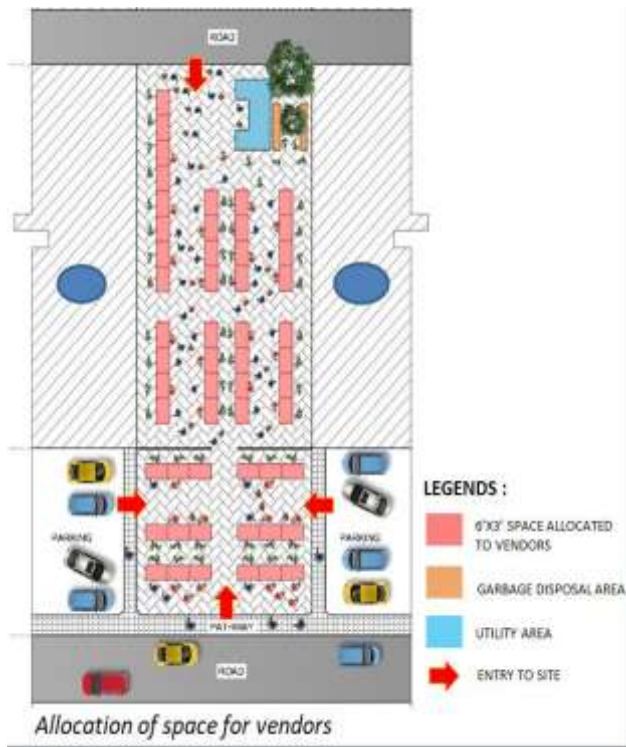 ROAD
PARKING
PARKING
PATHWAY
ROAD
LEGENDS :
6'X3' SPACE ALLOCATED
TO VENDORS
GARBAGE DISPOSAL AREA
UTILITY AREA
ENTRY TO SITE
Allocation of space for vendors